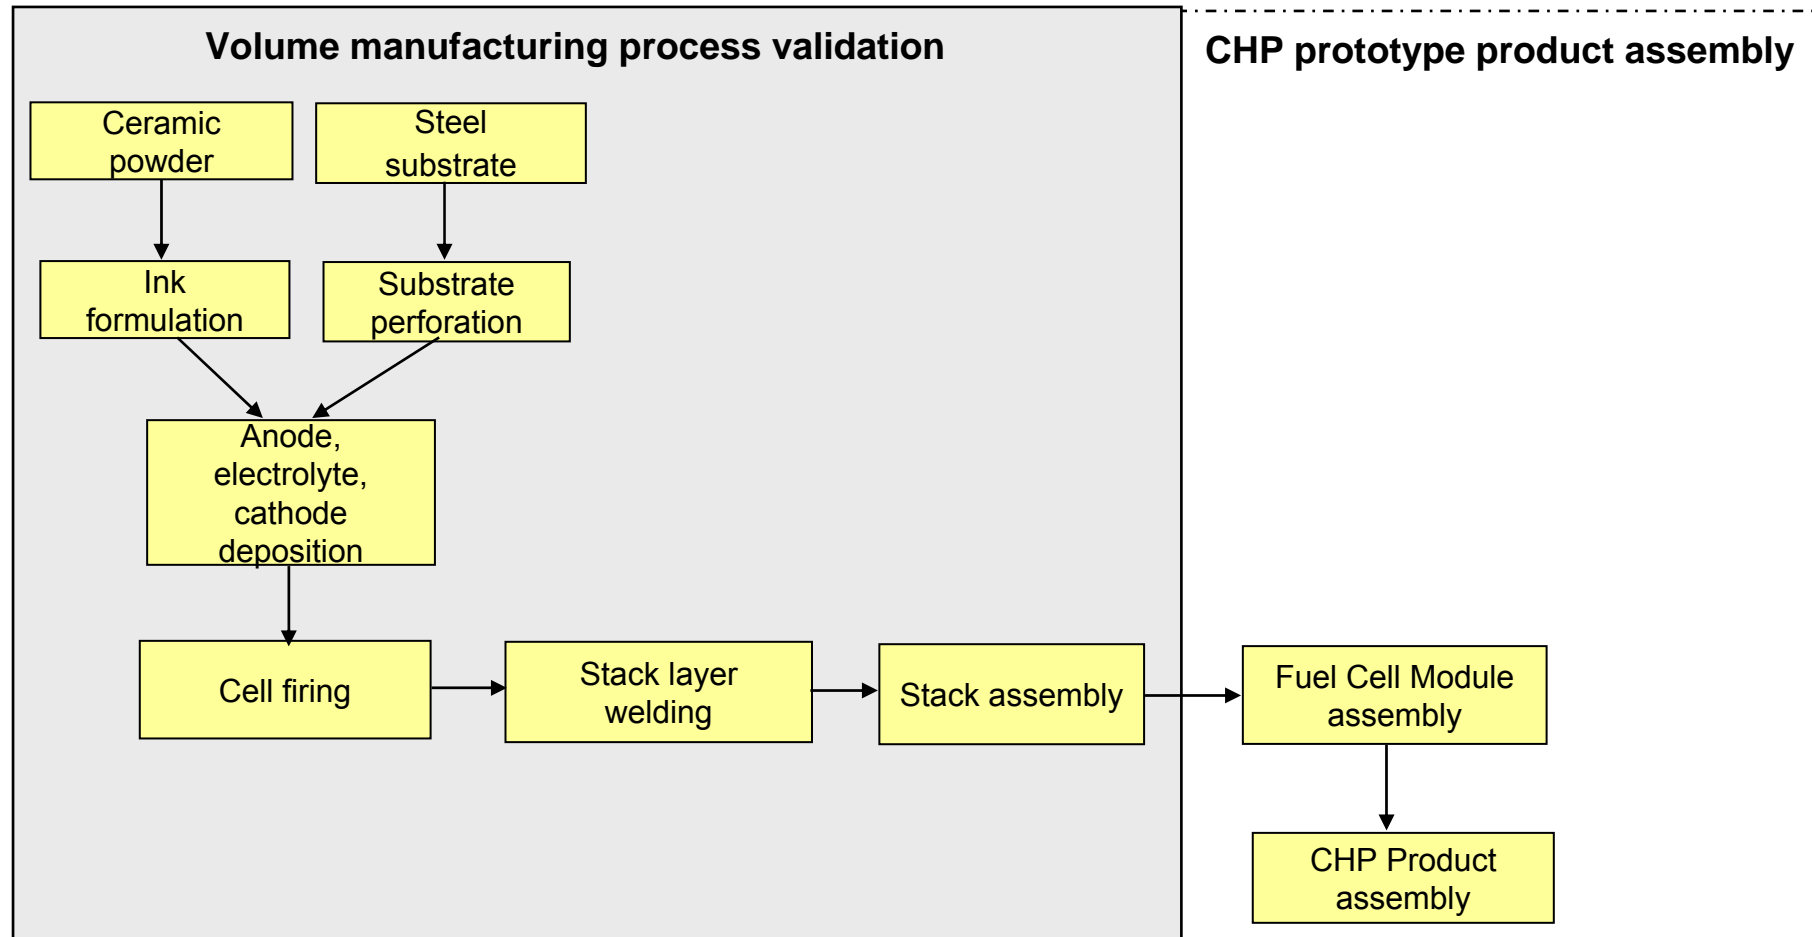 Volume manufacturing process validation
CHP prototype product assembly
Ceramic
powder
Steel
substrate
Ink
formulation
Substrate
perforation
Anode,
electrolyte,
cathode
deposition
Cell firing
Stack layer
welding
Stack assembly
Fuel Cell Module
assembly
CHP Product
assembly